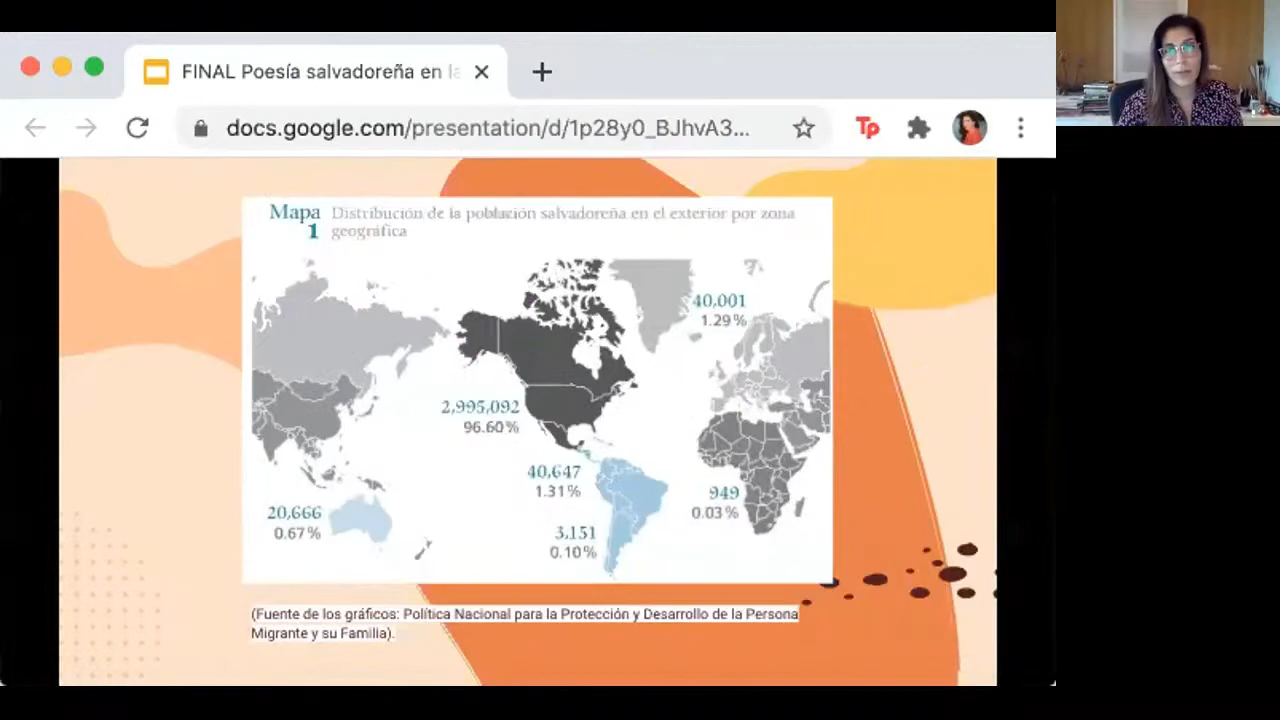 FINAL Poesía salvadoreña en la
docs.google.com/presentation/d/1p28y0_BJhvA3...
Tp
Mapa 1 Distribución de la población salvadoreña en el exterior por zona
geográfica
40,001
1.29%
2,995,092
96.60%
40,647
1.31%
949
0.03%
20,666
0.67%
3,151
0.10%
(Fuente de los gráficos: Política Nacional para la Protección y Desarrollo de la Persona
Migrante y su Familia).